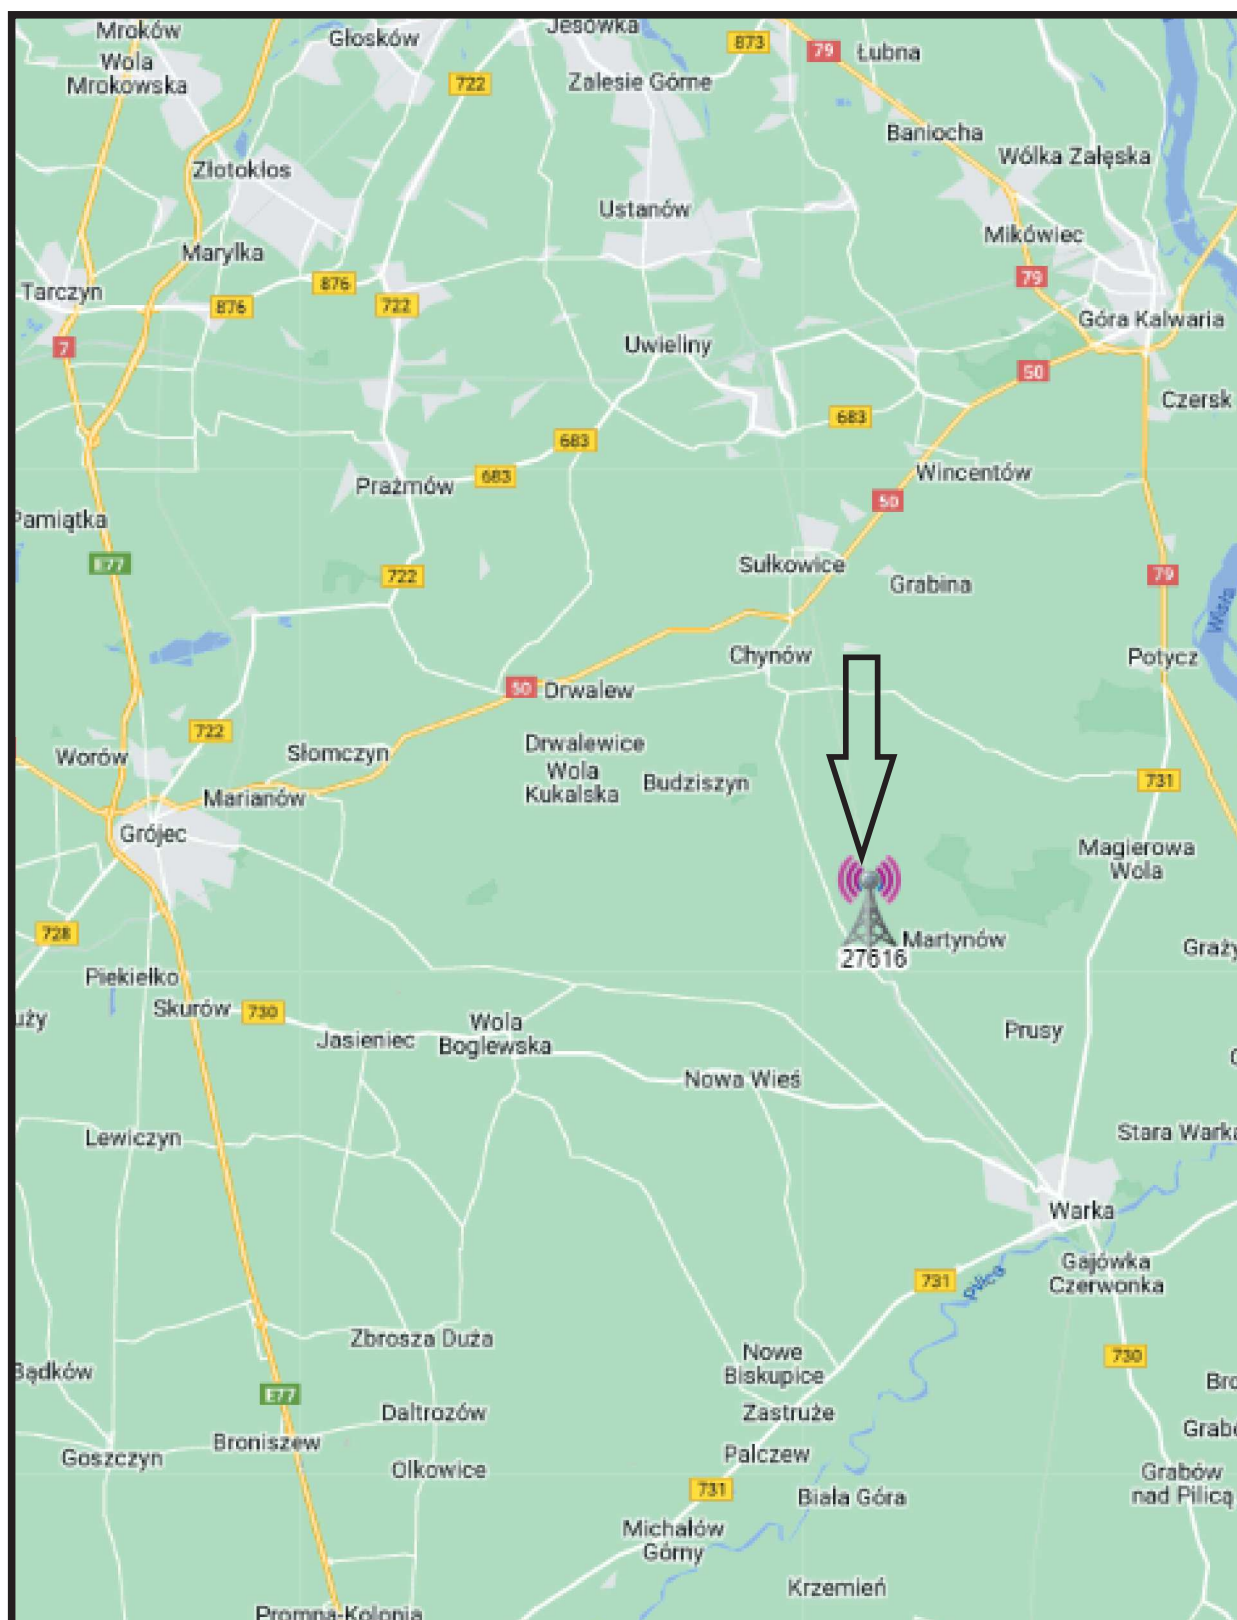 Mroków
Głosków
Jesówka
873
79
Łubna
Wola
Mrokowska
722
Zalesie Górne
Baniocha
Wólka Załęska
Złotokłos
Ustanów
Mikówiec
Marylka
79
Tarczyn
876
876
722
Góra Kalwaria
7
Uwieliny
50
Czersk
683
683
Prażmów
683
Wincentów
50
Pamiątka
E77
722
Sułkowice
Grabina
79
Wisła
Chynów
Potycz
50
Drwalew
722
Słomczyn
Drwalewice
Worów
Wola
Kukalska
Budziszyn
731
Marianów
Grójec
Magierowa
Wola
728
Martynów
27616
Piekiełko
Skurów
730
Jasieniec
Wola
Boglewska
Prusy
Nowa Wieś
Lewiczyn
Stara Warka
Warka
731
Pilica
Gajówka
Czerwonka
Zbrosza Duża
Nowe
Biskupice
730
Bądków
E77
Daltrozów
Zastruże
Broniszew
Goszczyn
Olkowice
Palczew
731
Biała Góra
Grabów
nad Pilicą
Michałów
Górny
Krzemień
Promna-Kolonia